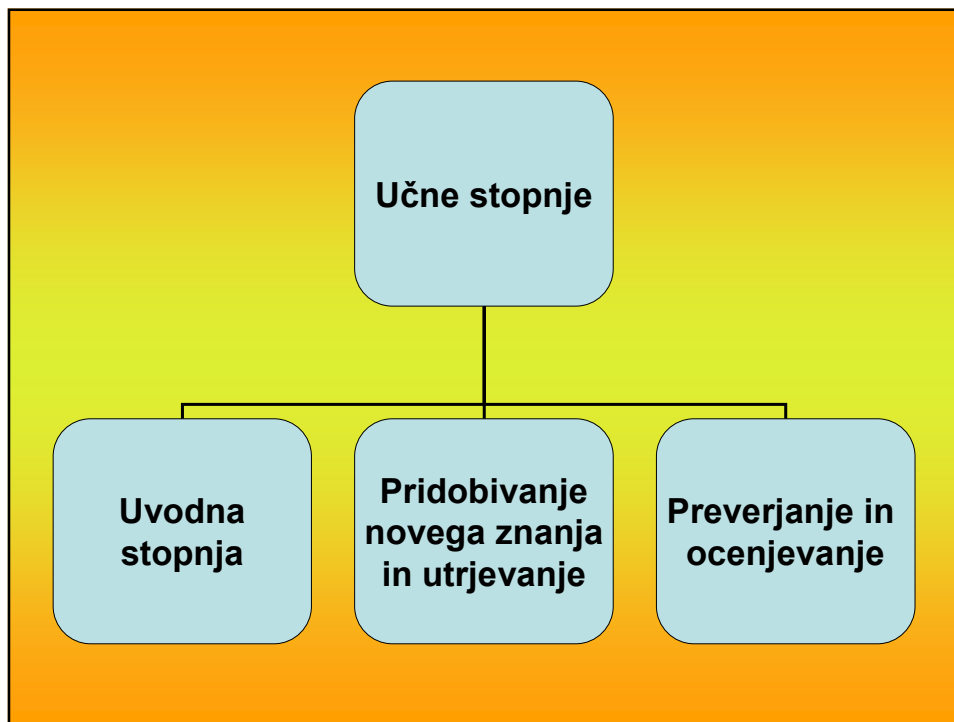 Učne stopnje
Uvodna
stopnja
Pridobivanje
novega znanja
in utrjevanje
Preverjanje in
ocenjevanje